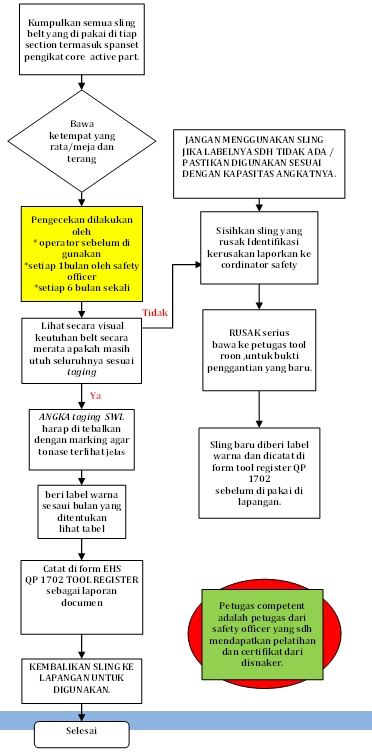 Kumpulkan semua sling
belt yang di pakai di tiap
section termasuk spanset
pengikat core active part.
Bawa
ketempat yang
rata/meja dan
terang
Pengecekan dilakukan
oleh
* operator sebelum di
gunakan
*setiap 1bulan oleh safety
officer
*setiap 6 bulan sekali
Lihat secara visual
keutuhan belt secara
merata apakah masih
utuh seluruhnya sesuai
taging
Tidak
Ya
ANGKA taging SWL
harap di tebalkan
dengan marking agar
tonase terlihat jelas
beri label warna
sesaui bulan yang
ditentukan
lihat tabel
Catat di form EHS
QP 1702 TOOL REGISTER
sebagai laporan
documen
KEMBALIKAN SLING KE
LAPANGAN UNTUK
DIGUNAKAN.
Selesai
JANGAN MENGGUNAKAN SLING
JIKA LABELNYA SDH TIDAK ADA /
PASTIKAN DIGUNAKAN SESUAI
DENGAN KAPASITAS ANGKATNYA.
Sisihkan sling yang
rusak Identifikasi
kerusakan laporkan ke
cordinator safety
RUSAK serius
bawa ke petugas tool
roon ,untuk bukti
penggantian yang baru.
Sling baru diberi label
warna dan dicatat di
form tool register QP
1702
sebelum di pakai di
lapangan.
Petugas competent
adalah petugas dari
safety officer yang sdh
mendapatkan pelatihan
dan certifikat dari
disnaker.